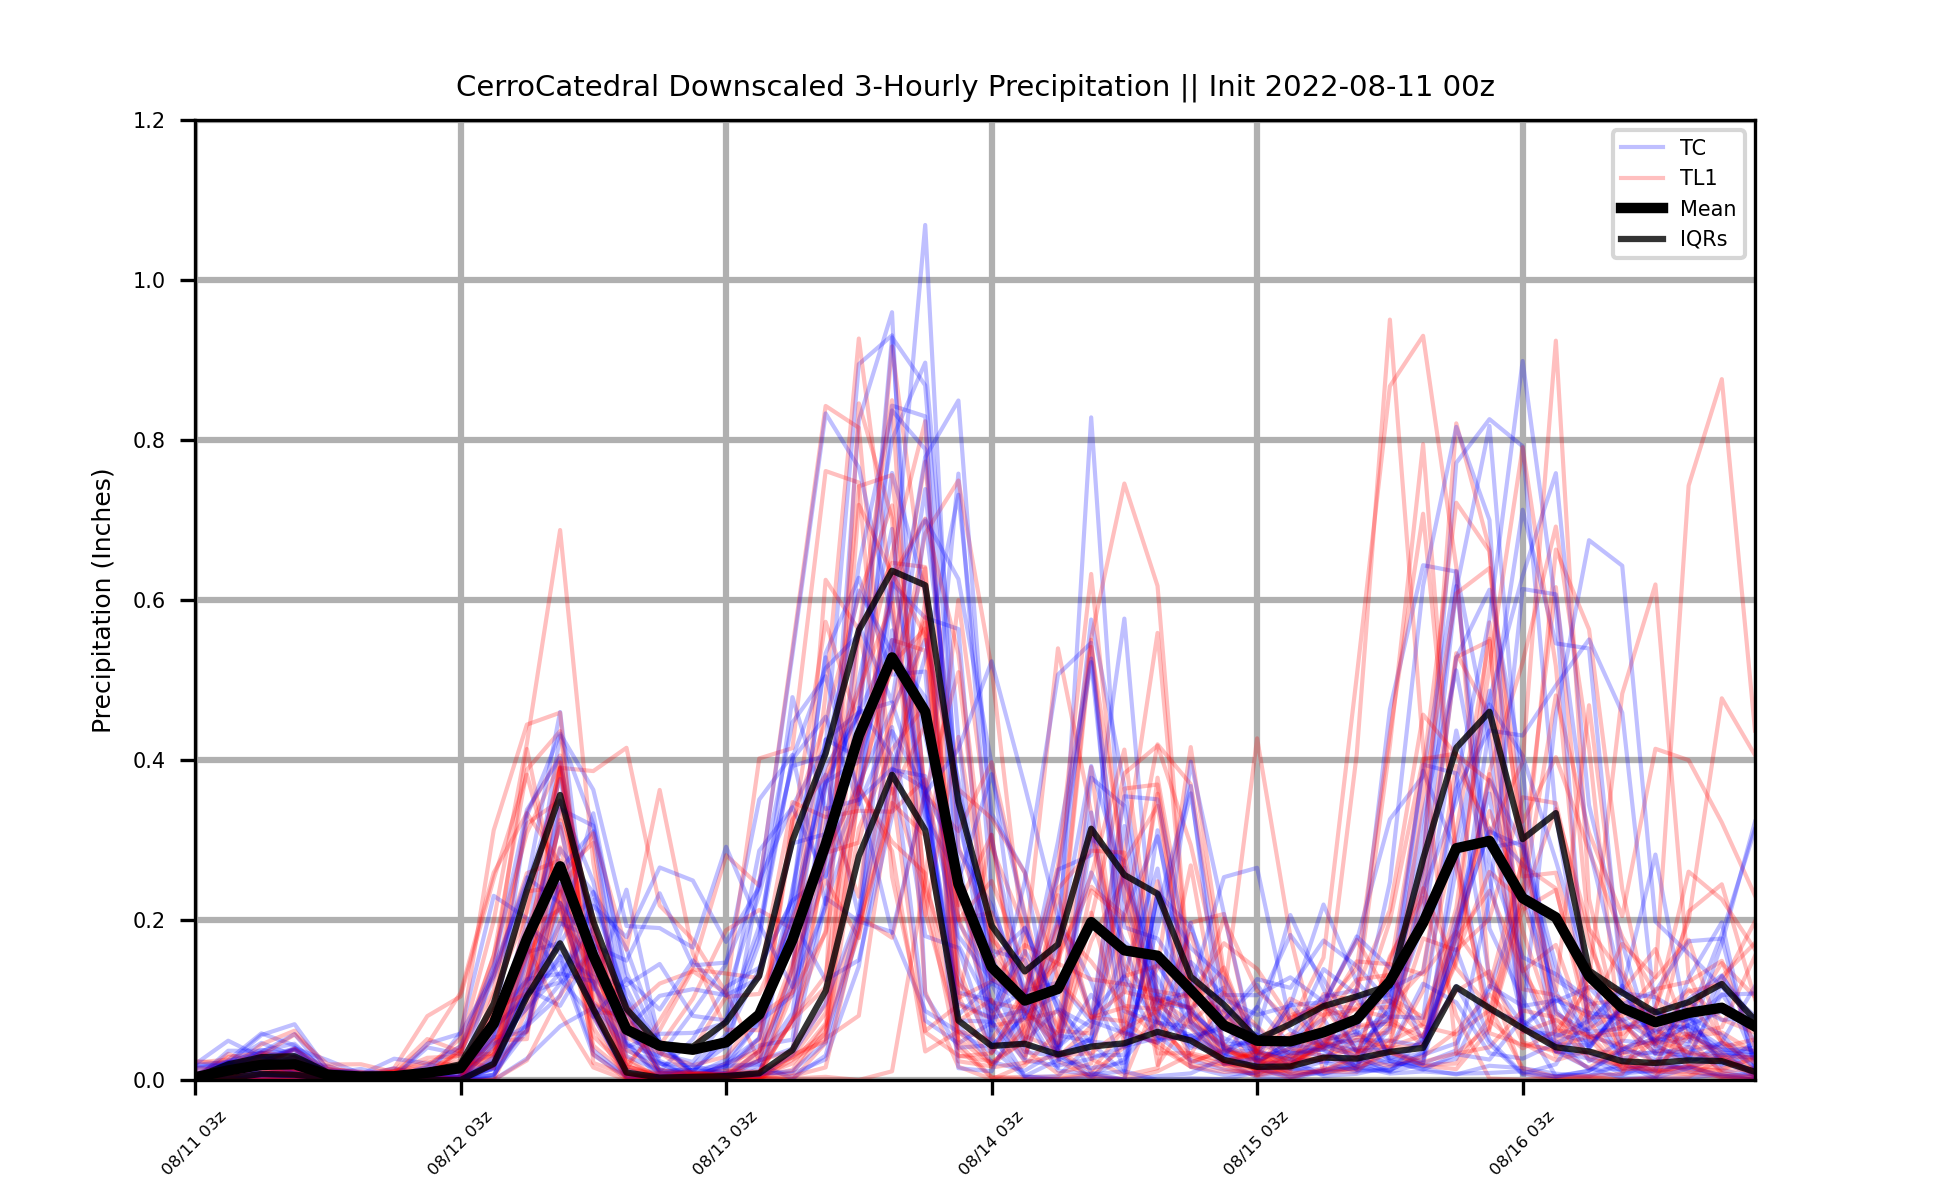 CerroCatedral Downscaled 3-Hourly Precipitation || Init 2022-08-11 00z
TC
TL1
Mean
IQRs
Precipitation (Inches)
1.2
1.0
0.8
0.6
0.4
0.2
0.0
08/11 03z
08/12 03z
08/13 03z
08/14 03z
08/15 03z
08/16 03z